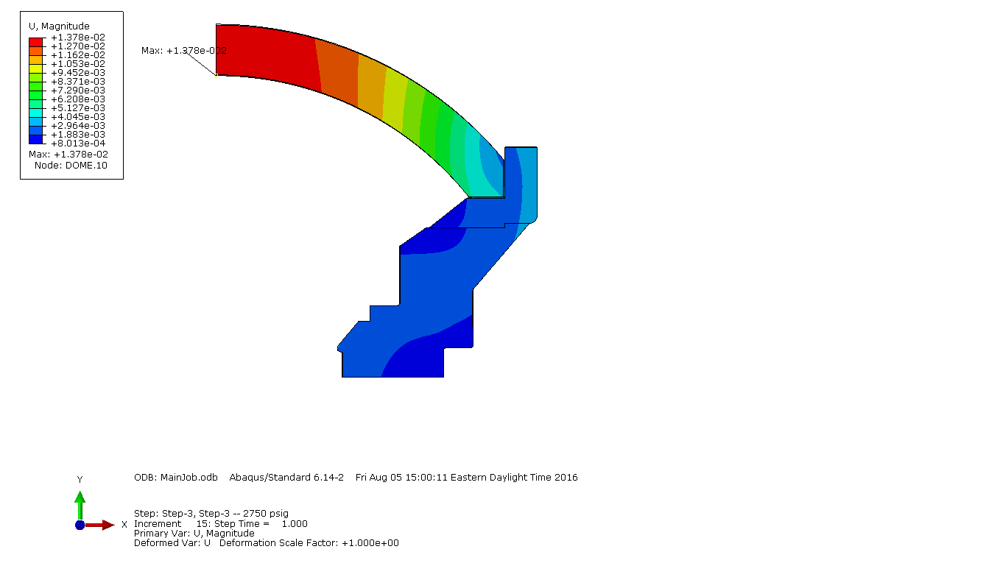 U, Magnitude
+1.378e-02
+1.270e-02
+1.162e-02
+1.053e-02
+9.452e-03
+8.371e-03
+7.290e-03
+6.208e-03
+5.127e-03
+4.045e-03
+2.964e-03
+1.883e-03
+8.013e-04
Max: +1.378e-02
Node: DOME.10
Max: +1.378e-002
ODB: MainJob.odb Abaqus/Standard 6.14-2 Fri Aug 05 15:00:11 Eastern Daylight Time 2016
Y
X
Step: Step-3, Step-3 -- 2750 psig
Increment 15: Step Time = 1.000
Primary Var: U, Magnitude
Deformed Var: U Deformation Scale Factor: +1.000e+00